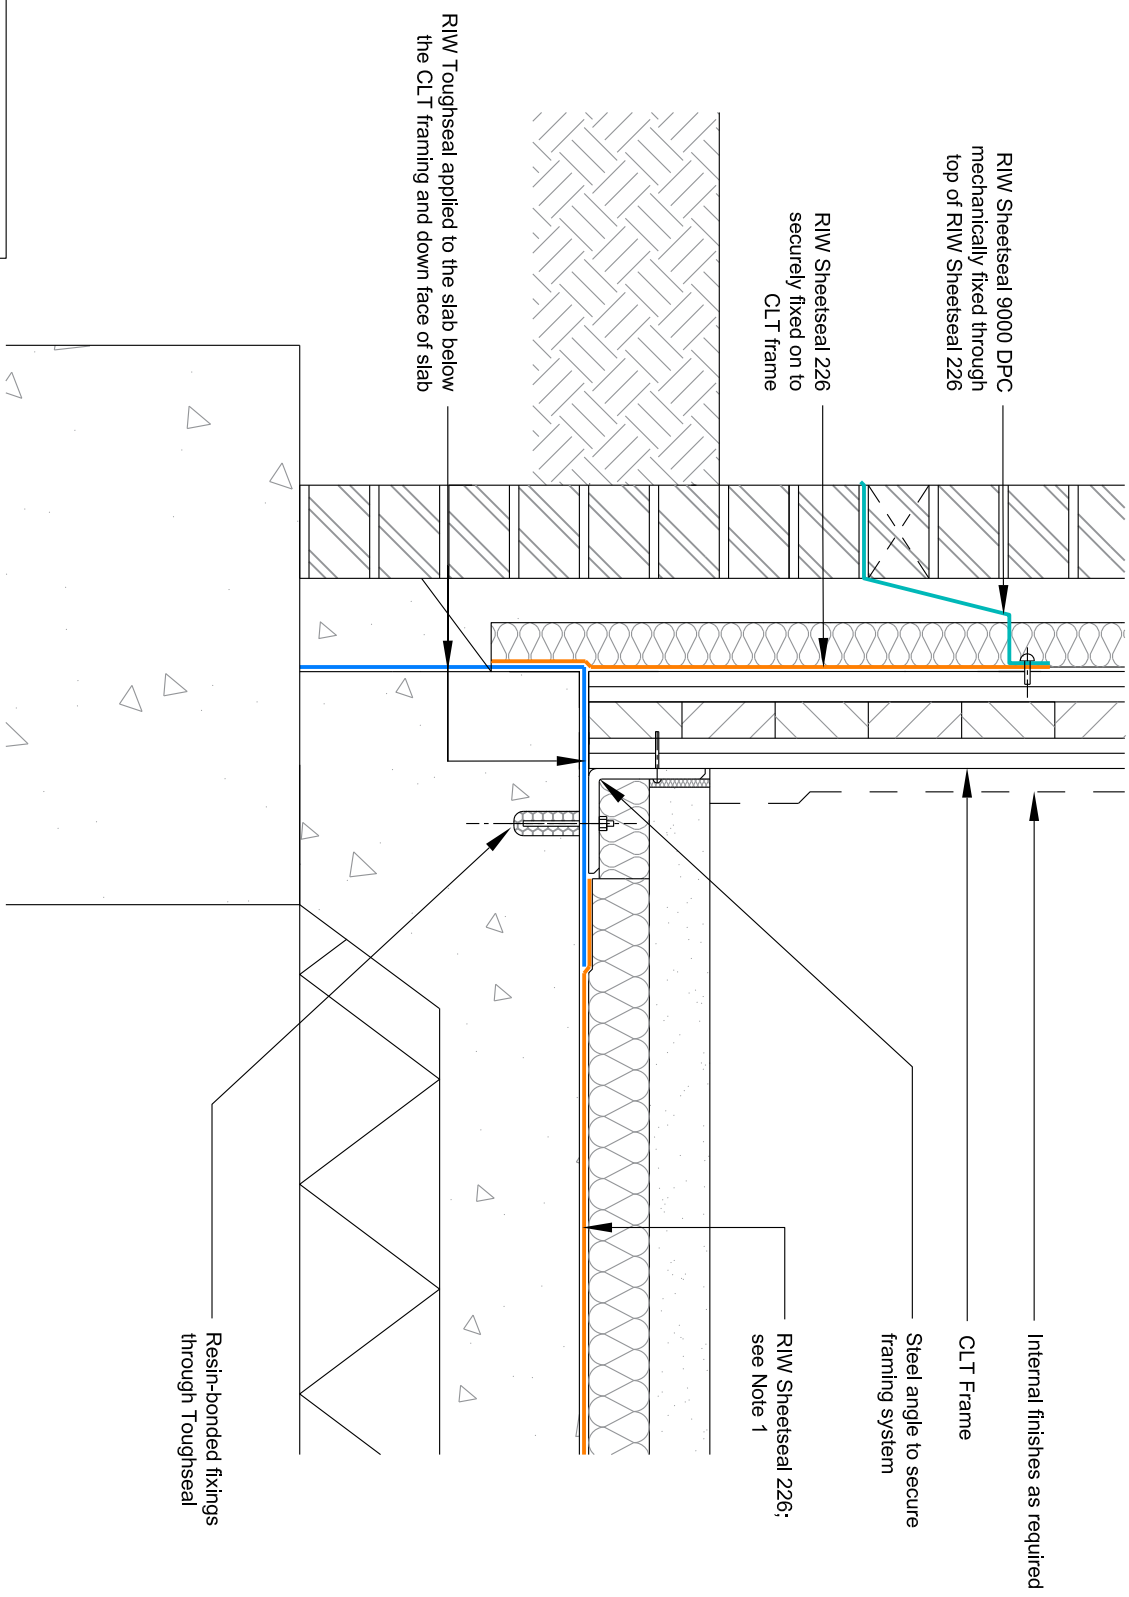 RIW Sheetseal 9000 DPC
mechanically fixed through
top of RIW Sheetseal 226
RIW Sheetseal 226
securely fixed on to
CLT frame
RIW Toughseal applied to the slab below
the CLT framing and down face of slab
Internal finishes as required
CLT Frame
Steel angle to secure
framing system
RIW Sheetseal 226;
see Note 1
Resin-bonded fixings
through Toughseal